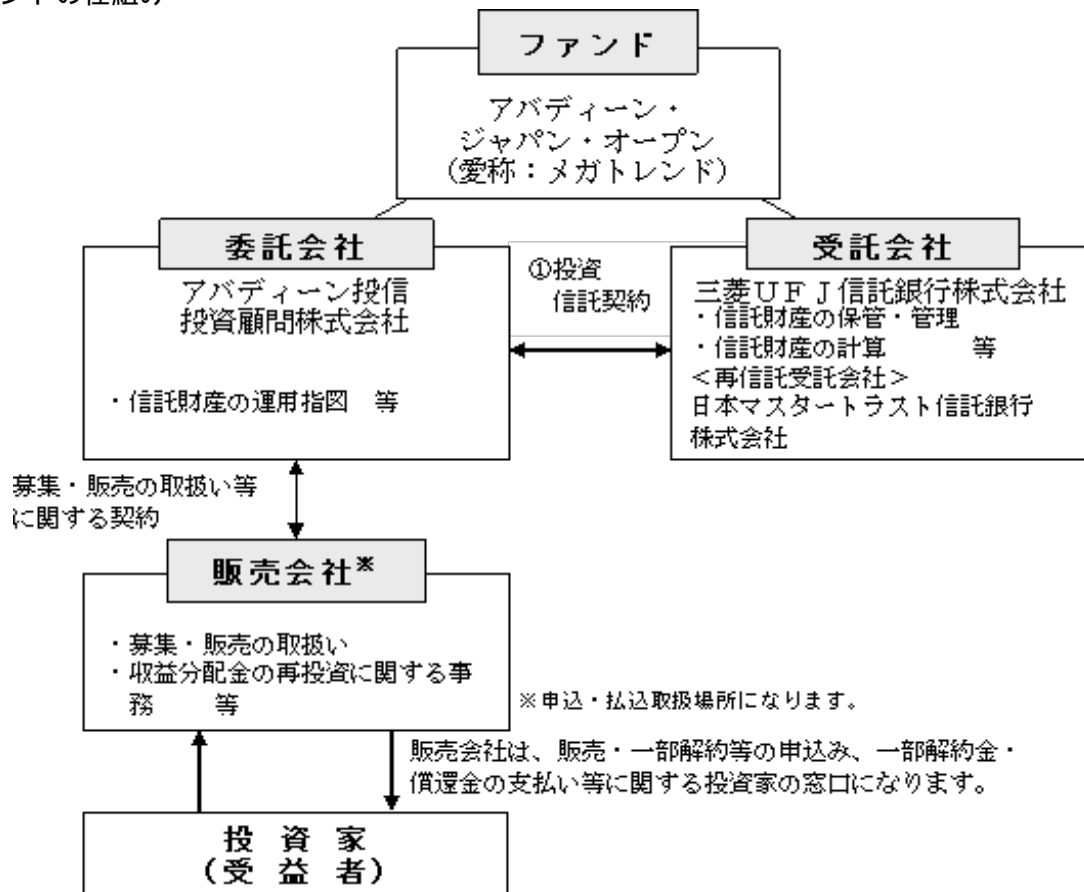 ファンド
アバディーン・
ジャパン・オープン
(愛称：メガトレンド)
委託会社
アバディーン投信
投資顧問株式会社
・信託財産の運用指図　等
①投資
信託契約
受託会社
三菱ＵＦＪ信託銀行株式会社
・信託財産の保管・管理
・信託財産の計算　　　等
＜再信託受託会社＞
日本マスタートラスト信託銀行
株式会社
募集・販売の取扱い等
に関する契約
販売会社※
・募集・販売の取扱い
・収益分配金の再投資に関する事
務　　等
※申込・払込取扱場所になります。
販売会社は、販売・一部解約等の申込み、一部解約金・
償還金の支払い等に関する投資家の窓口になります。
投　資　家
(受　益　者)